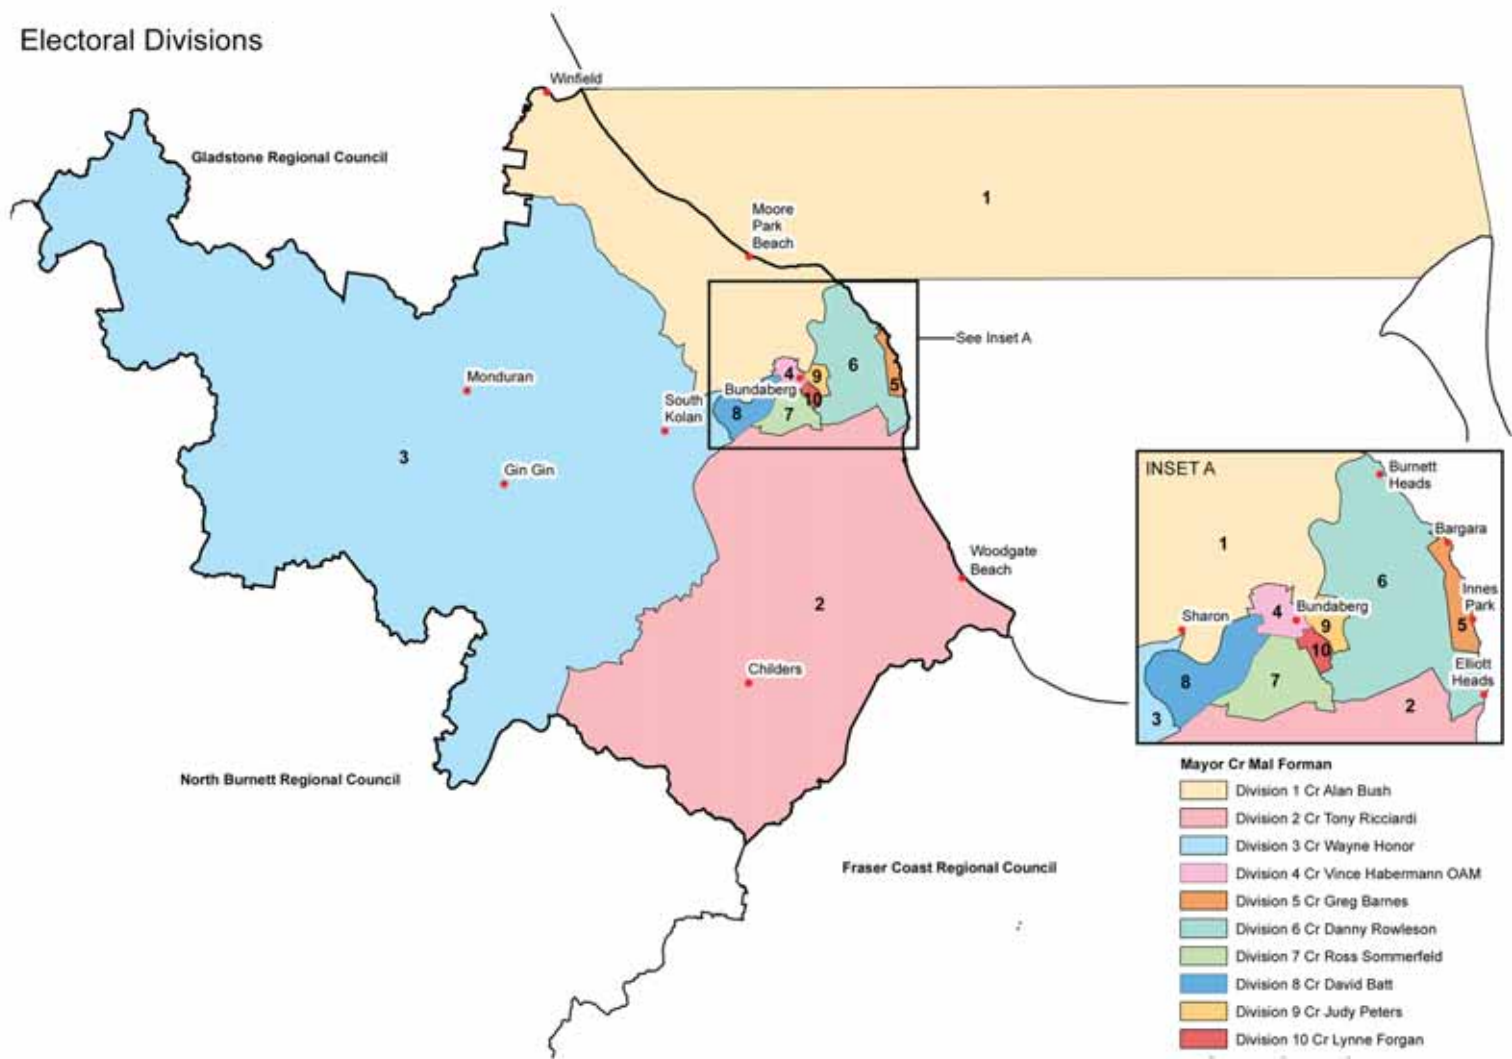 Electoral Divisions
Winfield
Gladstone Regional Council
1
Moore
Park
Beach
See Inset A
6
4
9
5
Monduran
Bundaberg
10
South
Kolan
8
7
3
Gin Gin
INSET A
Burnett
Heads
1
Bargara
Woodgate
Beach
6
Innes
Park
2
4
Bundaberg
Sharon
9
5
10
Childers
Elliott
Heads
8
7
2
3
North Burnett Regional Council
Fraser Coast Regional Council
Mayor Cr Mal Forman
Division 1 Cr Alan Bush
Division 2 Cr Tony Ricciardi
Division 3 Cr Wayne Honor
Division 4 Cr Vince Habermann OAM
Division 5 Cr Greg Barnes
Division 6 Cr Danny Rowleson
Division 7 Cr Ross Sommerfeld
Division 8 Cr David Batt
Division 9 Cr Judy Peters
Division 10 Cr Lynne Forgan